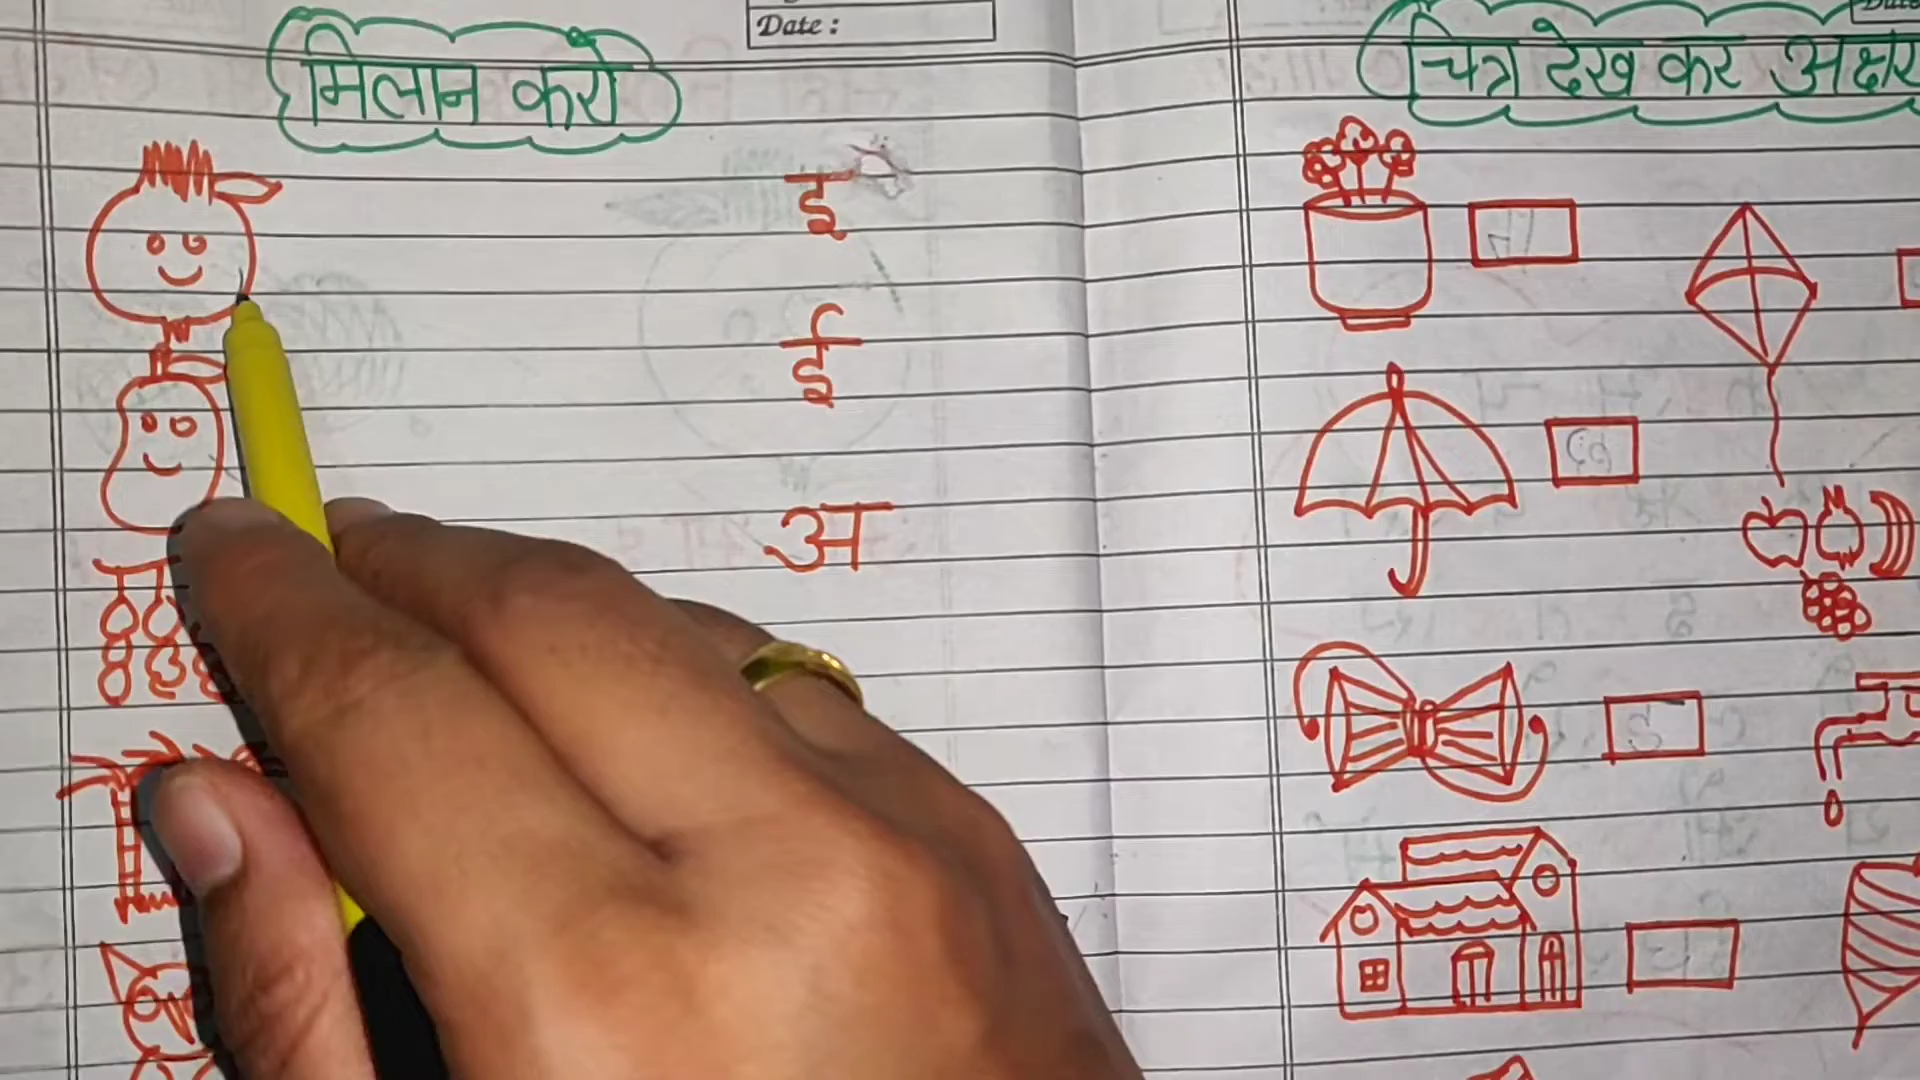 Date :
मिलान करो
इ
ई
अ
चित्र देख कर अक्षर